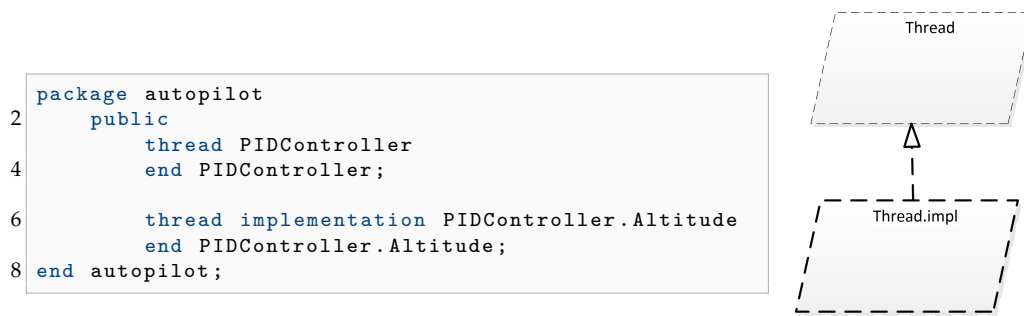 package autopilot
2 public
thread PIDController
4 end PIDController;
6 thread implementation PIDController.Altitude
end PIDController.Altitude;
8 end autopilot;
Thread
Thread.impl